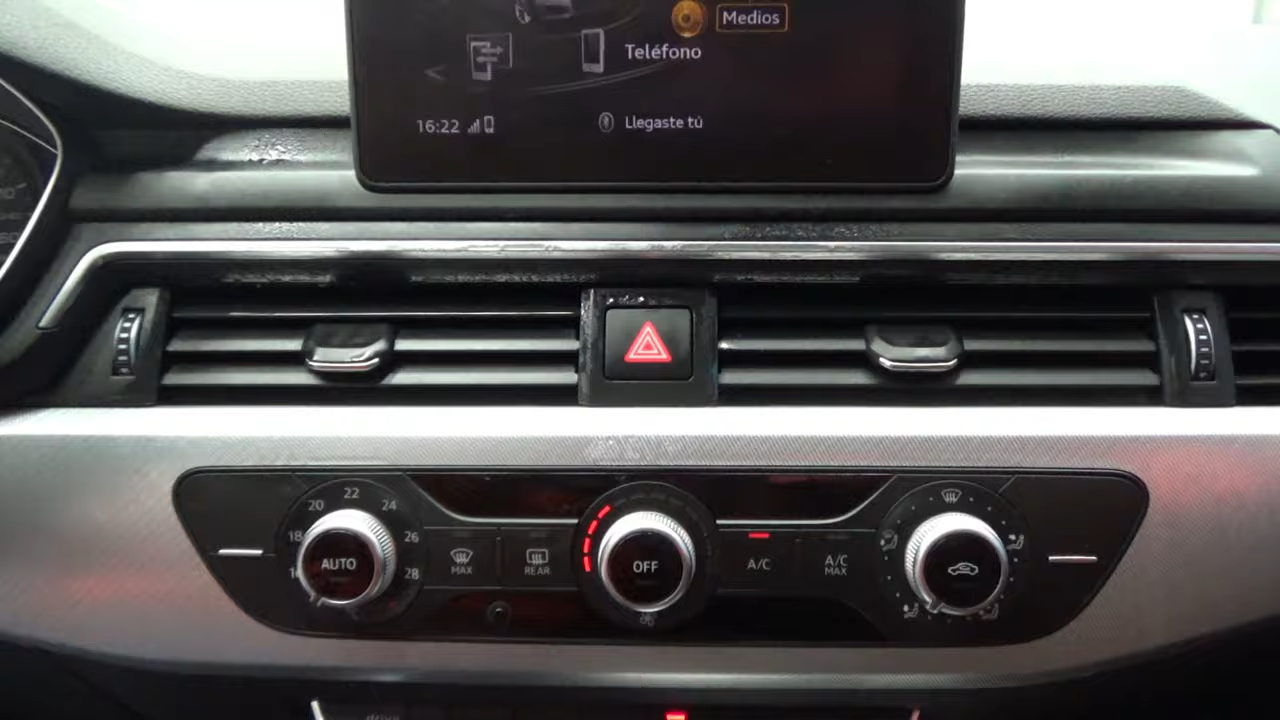 Medios
Teléfono
16:22
Llegaste tú
22
20
24
18
26
28
AUTO
MAX
REAR
OFF
A/C
A/C
MAX